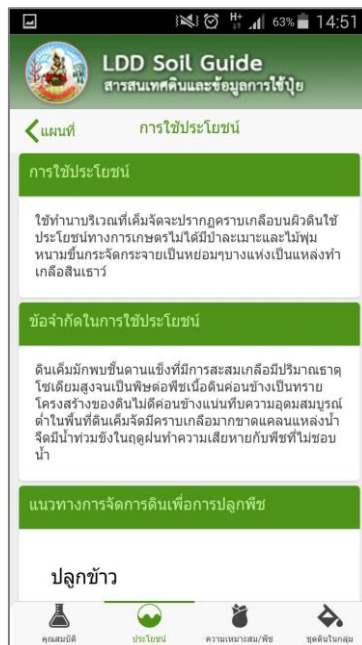 63% 14:51
LDD Soil Guide
สารสนเทศดินและข้อมูลการใช้ปุ๋ย
แผนที่ การใช้ประโยชน์
การใช้ประโยชน์
ใช้ทำนาบริเวณที่เค็มจัดจะปรากฏคราบเกลือบนผิวดินใช้
ประโยชน์ทางการเกษตรไม่ได้มีป่าละเมาะและไม้พุ่ม
หนามขึ้นกระจัดกระจายเป็นหย่อมๆบางแห่งเป็นแหล่งทำ
เกลือสินเธาว์
ข้อจำกัดในการใช้ประโยชน์
ดินเค็มมักพบชั้นดานแข็งที่มีการสะสมเกลือมีปริมาณธาตุ
โซเดียมสูงจนเป็นพิษต่อพืชเนื้อดินค่อนข้างเป็นทราย
โครงสร้างของดินไม่ดีค่อนข้างแน่นทึบความอุดมสมบูรณ์
ต่ำในพื้นที่ดินเค็มจัดมีคราบเกลือมากขาดแคลนแหล่งน้ำ
จืดมีน้ำท่วมขังในฤดูฝนทำความเสียหายกับพืชที่ไม่ชอบ
น้ำ
แนวทางการจัดการดินเพื่อการปลูกพืช
ปลูกข้าว
คุณสมบัติ ประโยชน์ ความเหมาะสม/พืช ชุดดินในกลุ่ม